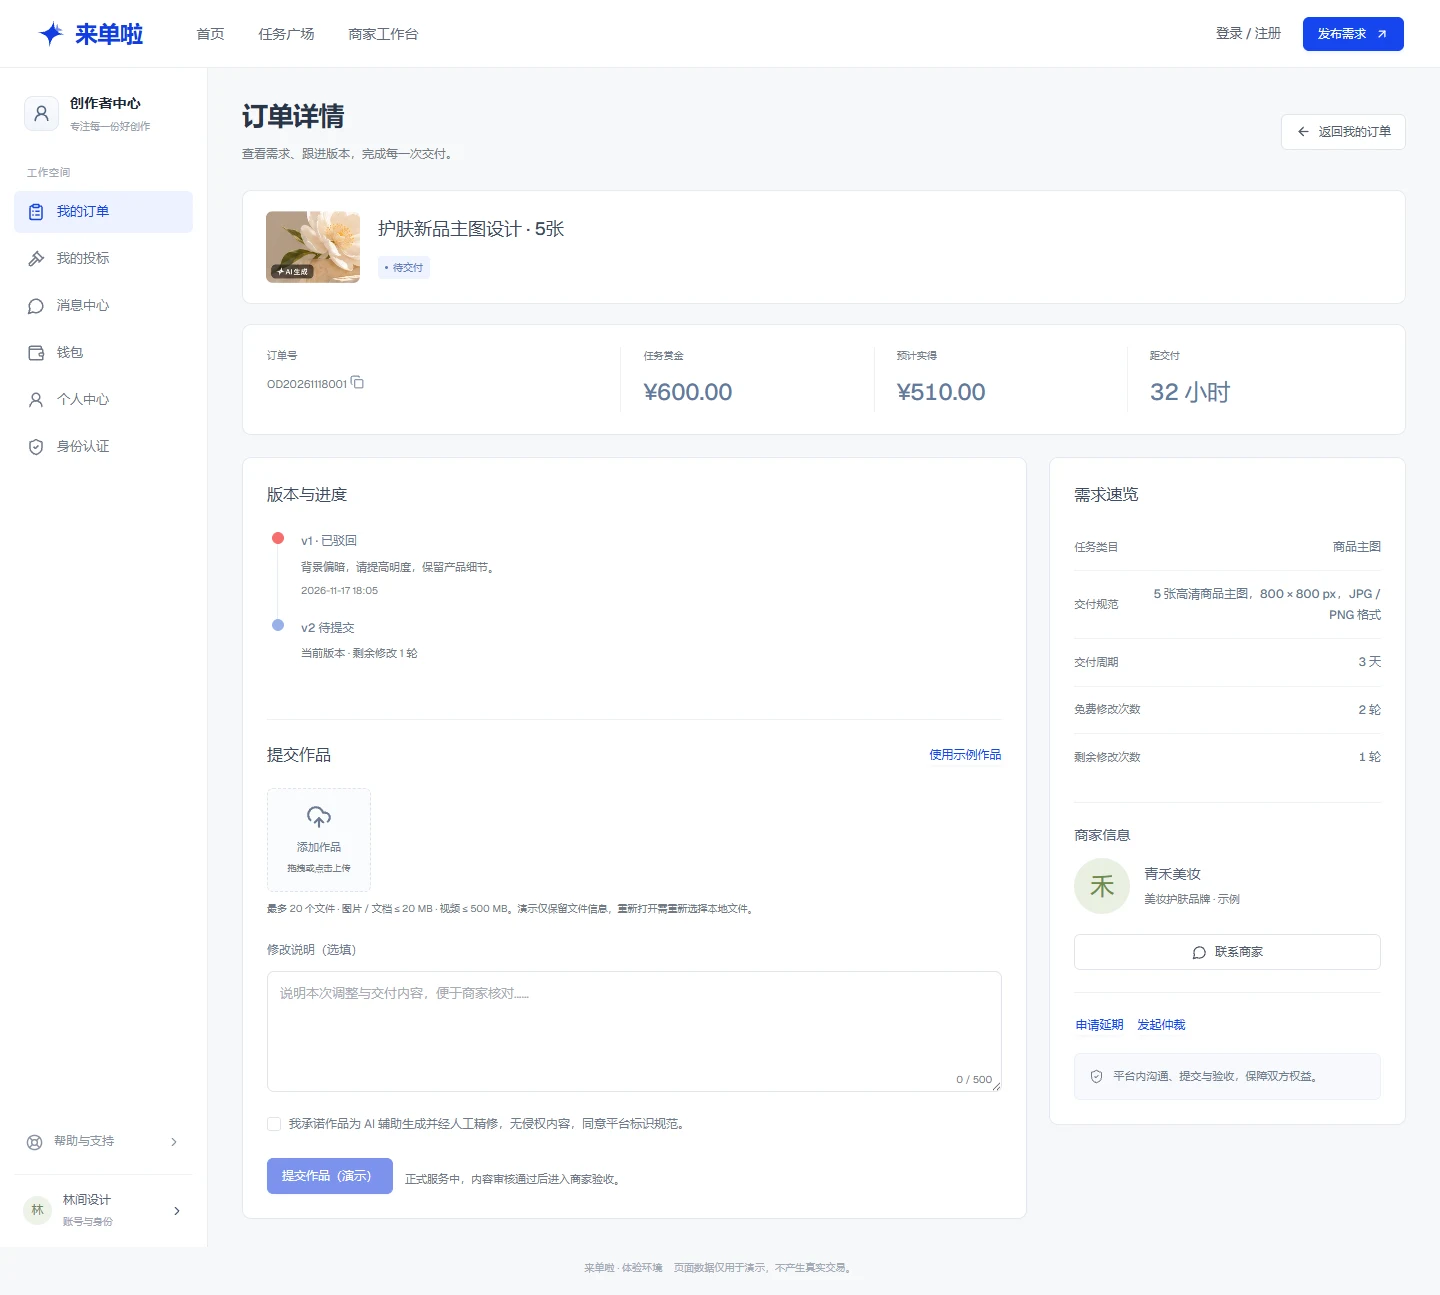 来单啦
首页 任务广场 商家工作台
登录 / 注册
发布需求
创作者中心
专注每一份好创作
工作空间
我的订单
我的投标
消息中心
钱包
个人中心
身份认证
帮助与支持
林
林间设计
账号与身份
订单详情
查看需求、跟进版本，完成每一次交付。
返回我的订单
AI 生成
护肤新品主图设计 · 5张
待交付
订单号
OD20261118001
任务赏金
¥600.00
预计实得
¥510.00
距交付
32 小时
版本与进度
v1 · 已驳回
背景偏暗，请提高明度，保留产品细节。
2026-11-17 18:05
v2 待提交
当前版本 · 剩余修改 1 轮
提交作品
使用示例作品
添加作品
拖拽或点击上传
最多 20 个文件 · 图片 / 文档 ≤ 20 MB · 视频 ≤ 500 MB。演示仅保留文件信息，重新打开需重新选择本地文件。
修改说明（选填）
说明本次调整与交付内容，便于商家核对……
0 / 500
我承诺作品为 AI 辅助生成并经人工精修，无侵权内容，同意平台标识规范。
提交作品（演示）
正式服务中，内容审核通过后进入商家验收。
需求速览
任务类目 商品主图
交付规范 5 张高清商品主图，800 × 800 px，JPG /
PNG 格式
交付周期 3 天
免费修改次数 2 轮
剩余修改次数 1 轮
商家信息
禾
青禾美妆
美妆护肤品牌 · 示例
联系商家
申请延期 发起仲裁
平台内沟通、提交与验收，保障双方权益。
来单啦 · 体验环境 页面数据仅用于演示，不产生真实交易。